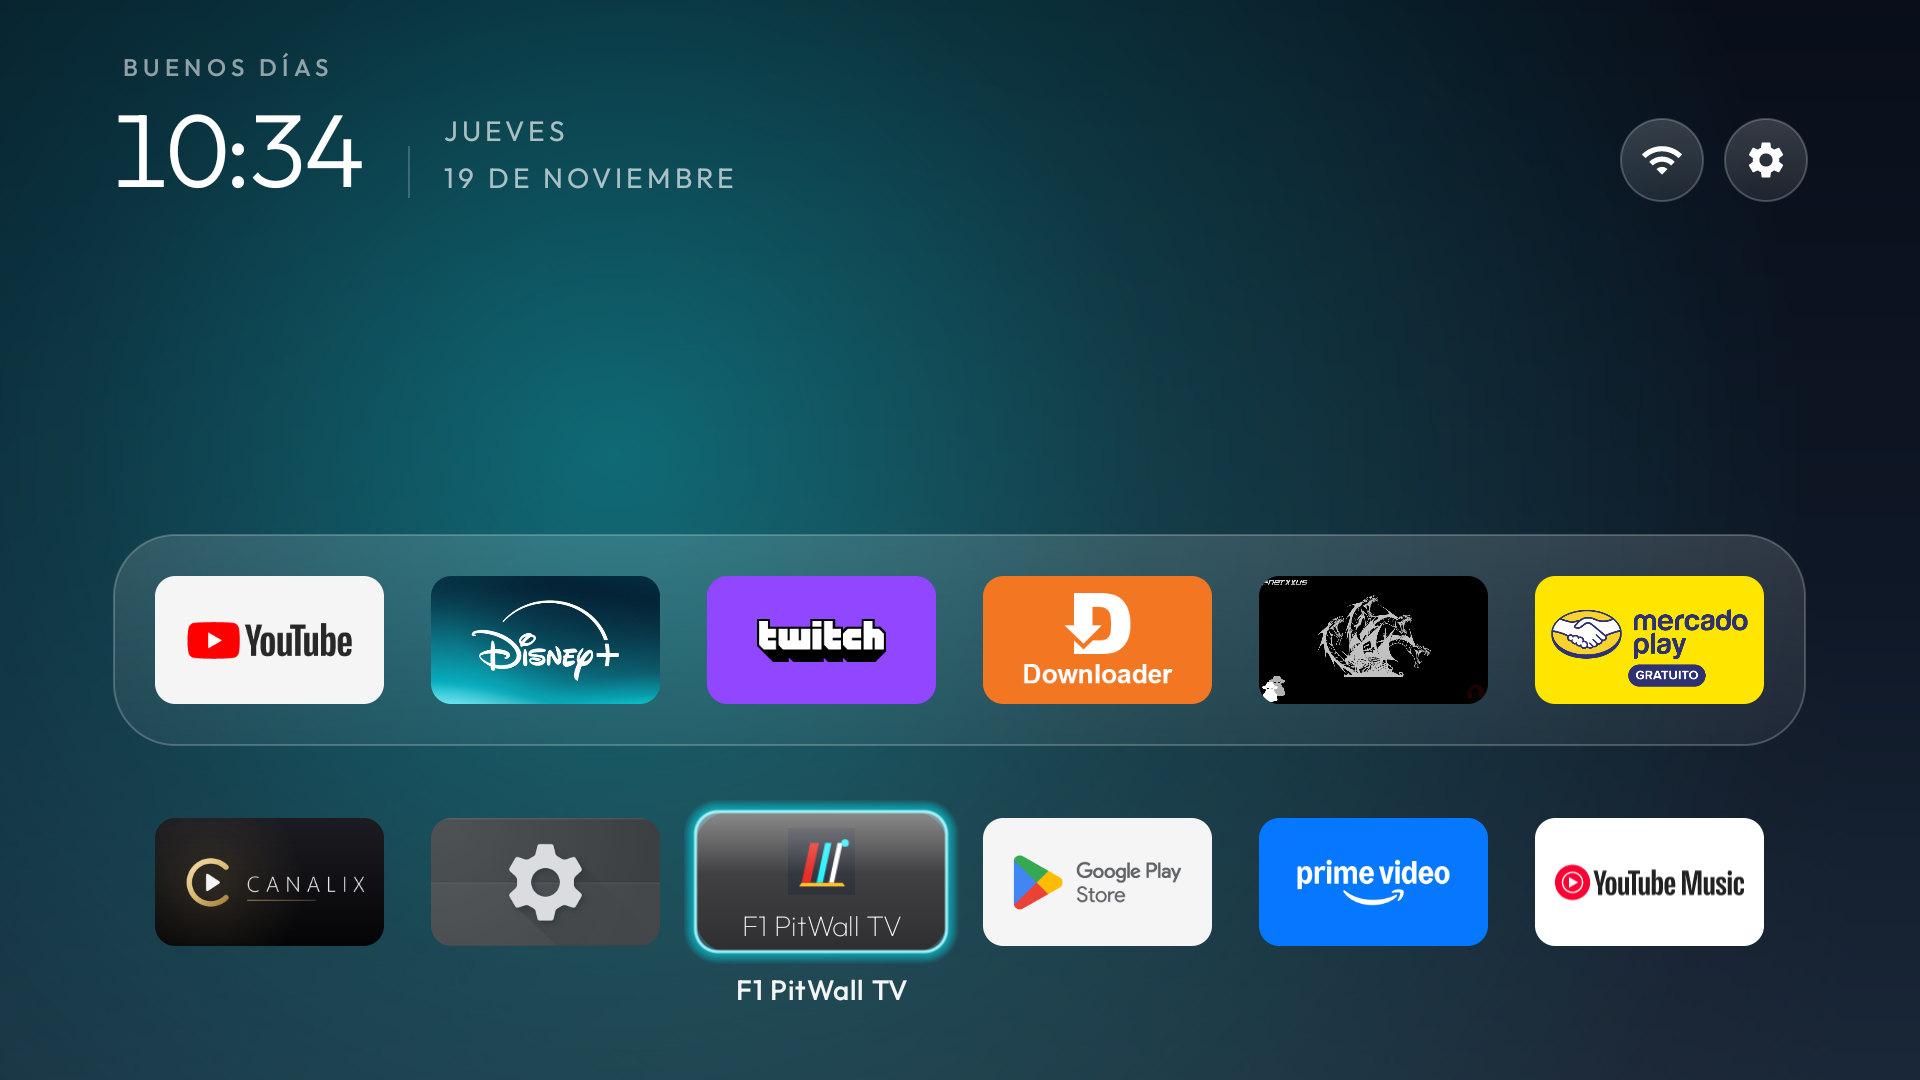 BUENOS DÍAS
10:34
JUEVES
19 DE NOVIEMBRE
YouTube
Disney+
twitch
D
Downloader
mercado
play
GRATUITO
CANALIX
F1 PitWall TV
Google Play
Store
prime video
YouTube Music
F1 PitWall TV